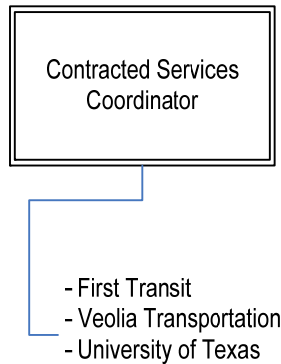 Contracted Services
Coordinator
- First Transit
- Veolia Transportation
- University of Texas